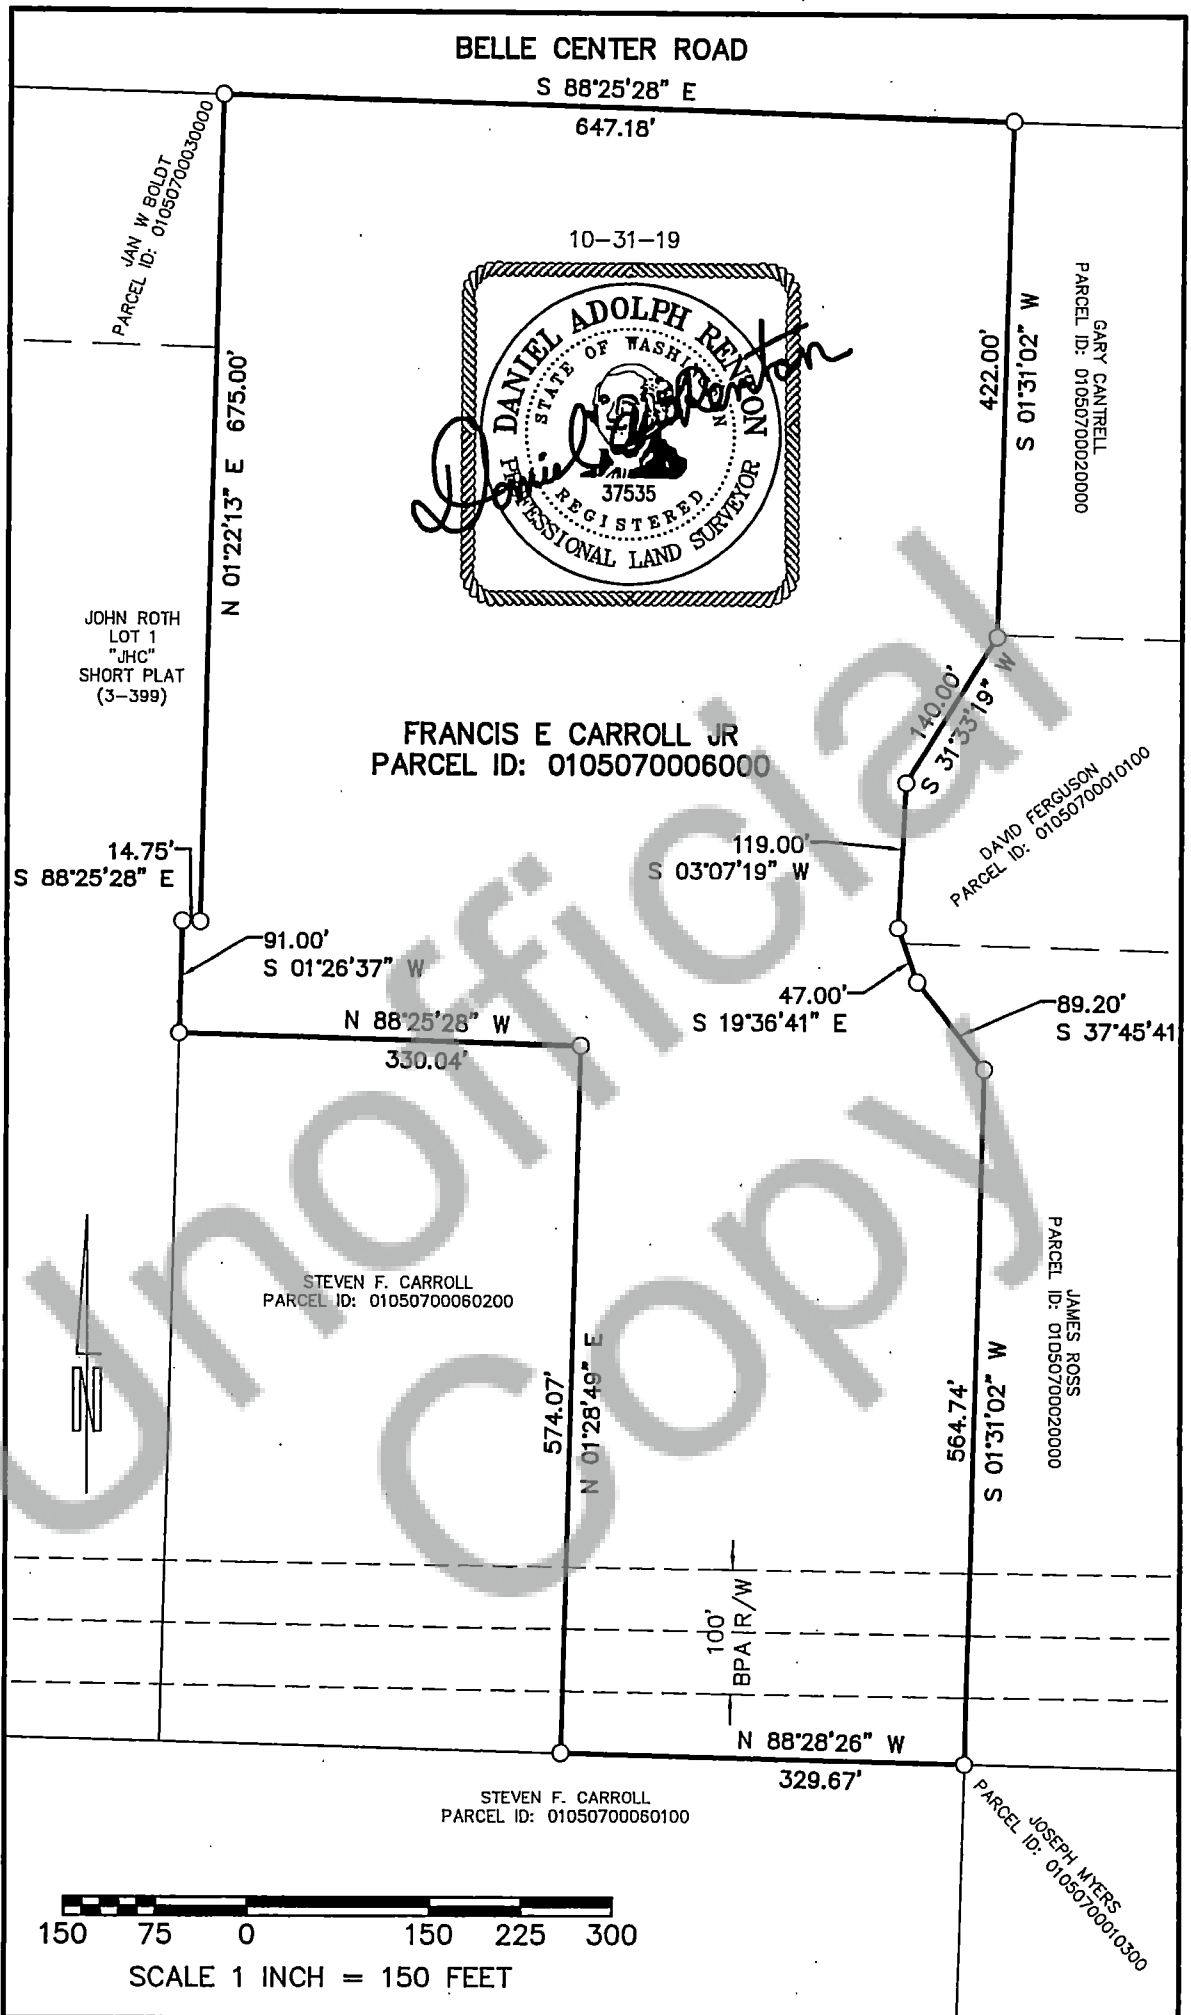 BELLE CENTER ROAD
S 88°25'28" E
647.18'
JAN W BOLDT
PARCEL ID: 01050700030000
10-31-19
DANIEL ADOLPH RENTON
STATE OF WASHINGTON
37535
REGISTERED
PROFESSIONAL LAND SURVEYOR
N 01°22'13" E 675.00'
422.00'
S 01°31'02" W
GARY CANTRELL
PARCEL ID: 01050700020000
JOHN ROTH
LOT 1
"JHC"
SHORT PLAT
(3-399)
FRANCIS E CARROLL JR
PARCEL ID: 0105070006000
140.00'
S 31°33'19" W
DAVID FERGUSON
PARCEL ID: 01050700010100
119.00'
S 03°07'19" W
14.75'
S 88°25'28" E
91.00'
S 01°26'37" W
N 88°25'28" W
330.04'
47.00'
S 19°36'41" E
89.20'
S 37°45'41
STEVEN F. CARROLL
PARCEL ID: 01050700060200
N
574.07'
N 01°28'49" E
564.74'
S 01°31'02" W
JAMES ROSS
PARCEL ID: 01050700020000
100'
BPA R/W
N 88°28'26" W
329.67'
STEVEN F. CARROLL
PARCEL ID: 01050700060100
JOSEPH MYERS
PARCEL ID: 01050700010300
150 75 0 150 225 300
SCALE 1 INCH = 150 FEET
Unofficial
Copy